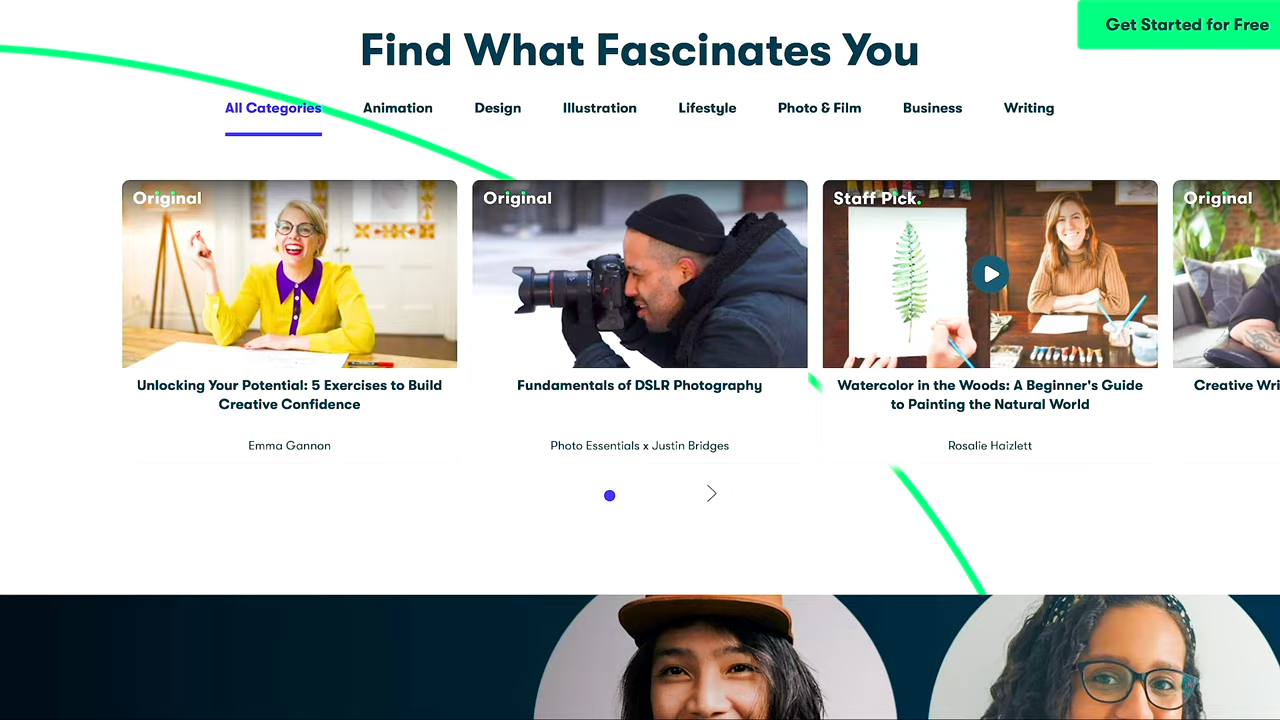 Get Started for Free
Find What Fascinates You
All Categories Animation Design Illustration Lifestyle Photo & Film Business Writing
Original Original Staff Pick. Original
Unlocking Your Potential: 5 Exercises to Build
Creative Confidence
Emma Gannon
Fundamentals of DSLR Photography
Photo Essentials x Justin Bridges
Watercolor in the Woods: A Beginner's Guide
to Painting the Natural World
Rosalie Haizlett
Creative Wri